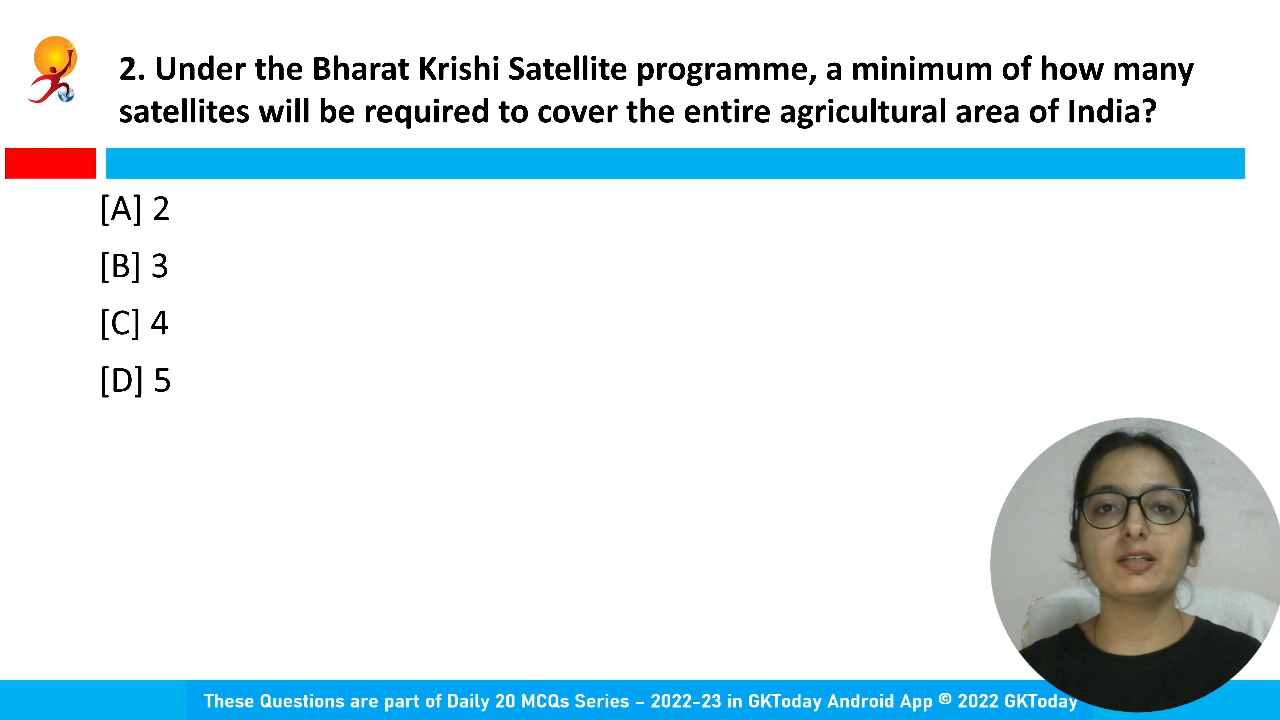 2. Under the Bharat Krishi Satellite programme, a minimum of how many
satellites will be required to cover the entire agricultural area of India?
[A] 2
[B] 3
[C] 4
[D] 5
These Questions are part of Daily 20 MCQs Series – 2022-23 in GKToday Android App © 2022 GKToday